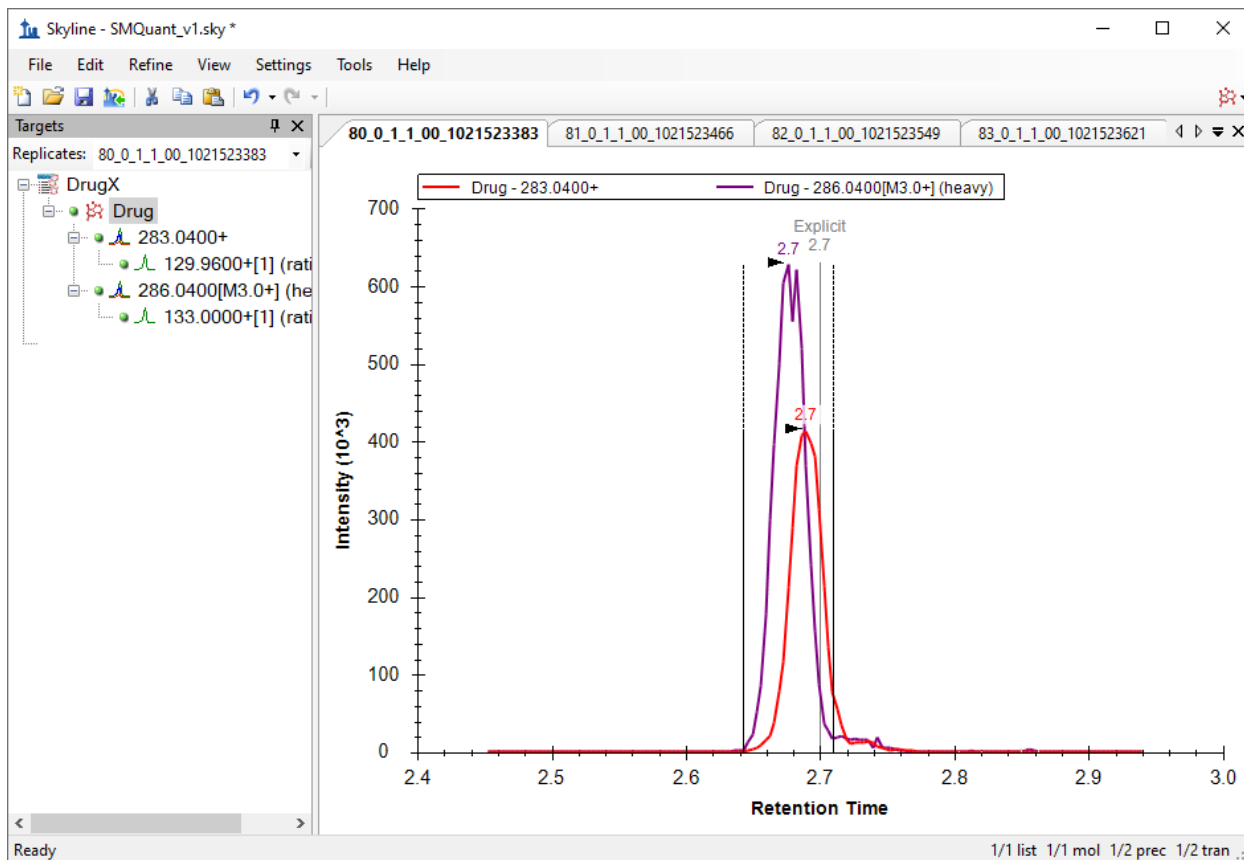 Skyline - SMQuant_v1.sky *
File Edit Refine View Settings Tools Help
Targets
Replicates: 80_0_1_1_00_1021523383
DrugX
Drug
283.0400+
129.9600+[1] (rati
286.0400[M3.0+] (he
133.0000+[1] (rati
80_0_1_1_00_1021523383 81_0_1_1_00_1021523466 82_0_1_1_00_1021523549 83_0_1_1_00_1021523621
Drug - 283.0400+ Drug - 286.0400[M3.0+] (heavy)
Explicit
2.7
2.7
2.7
Intensity (10^3)
700
600
500
400
300
200
100
0
2.4 2.5 2.6 2.7 2.8 2.9 3.0
Retention Time
Ready 1/1 list 1/1 mol 1/2 prec 1/2 tran